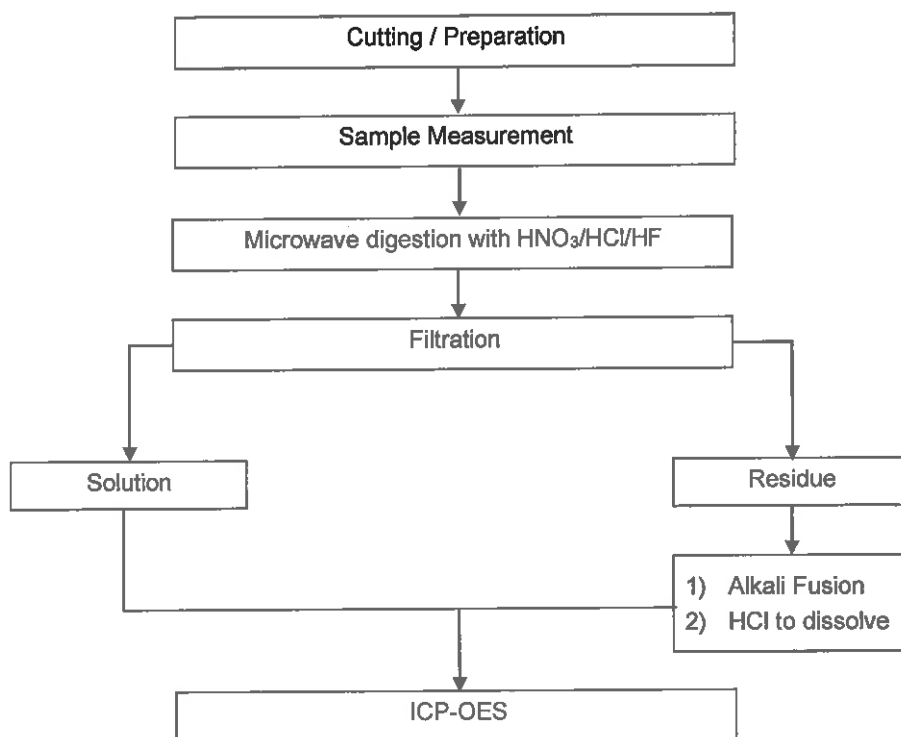 Cutting / Preparation
Sample Measurement
Microwave digestion with HNO₃/HCl/HF
Filtration
Solution
Residue
1) Alkali Fusion
2) HCl to dissolve
ICP-OES